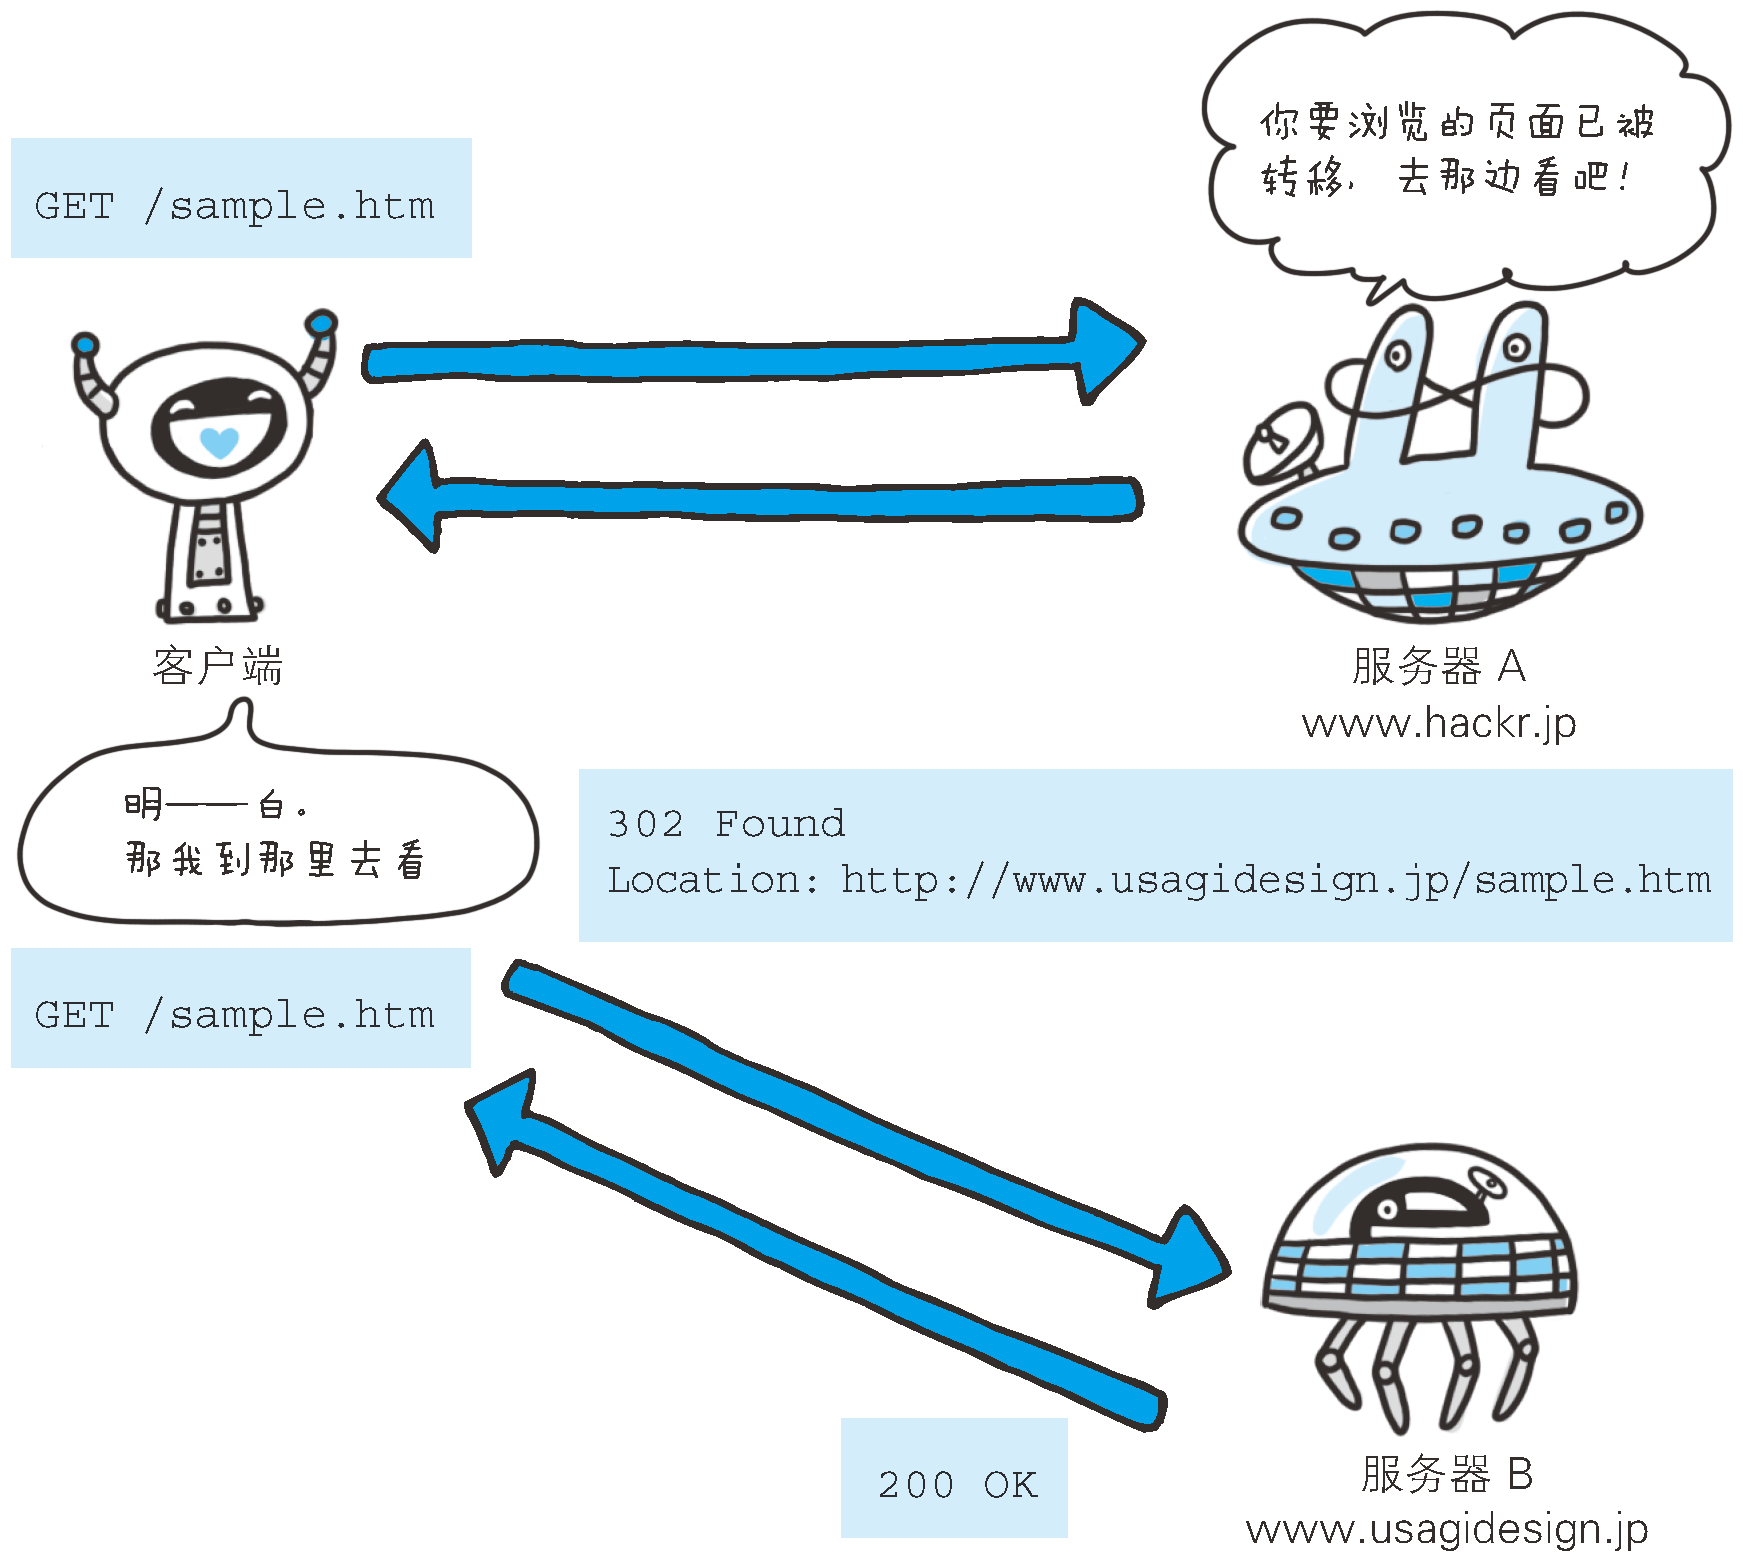 你要浏览的页面已被
转移，去那边看吧！
GET /sample.htm
客户端
服务器 A
www.hackr.jp
明——白。
那我到那里去看
302 Found
Location: http://www.usagidesign.jp/sample.htm
GET /sample.htm
200 OK
服务器 B
www.usagidesign.jp